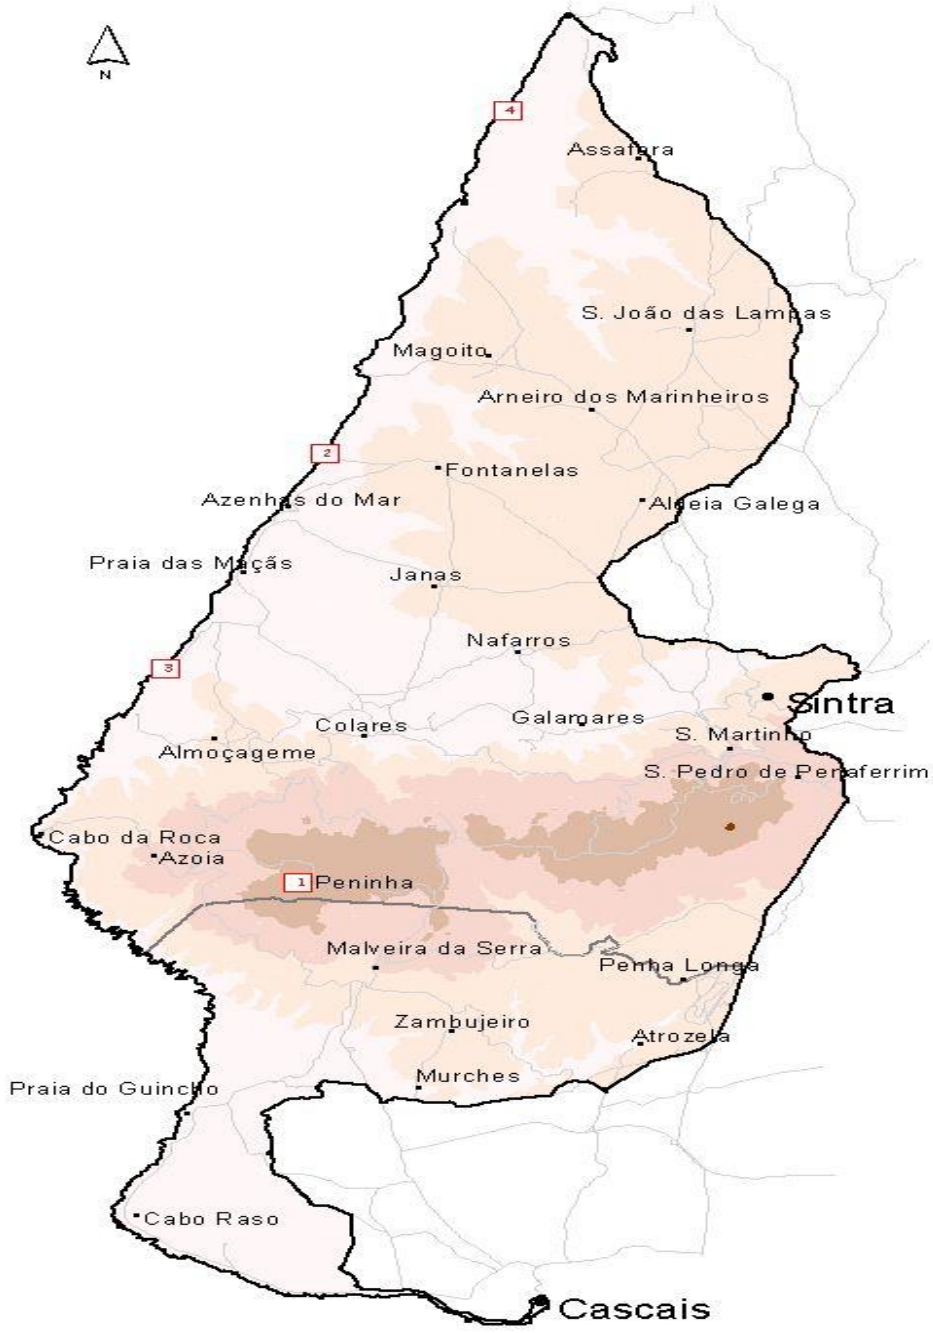 N
4
Assafora
S. João das Lampas
Magoito
Arneiro dos Marinheiros
2
Fontanelas
Azenhas do Mar
Aldeia Galega
Praia das Maçãs
Janas
Nafarros
3
Sintra
Galamares
Colares
S. Martinho
Almoçageme
S. Pedro de Penaferrim
Cabo da Roca
Azoia
1
Peninha
Malveira da Serra
Penha Longa
Zambujeiro
Atrozela
Murches
Praia do Guincho
Cabo Raso
Cascais